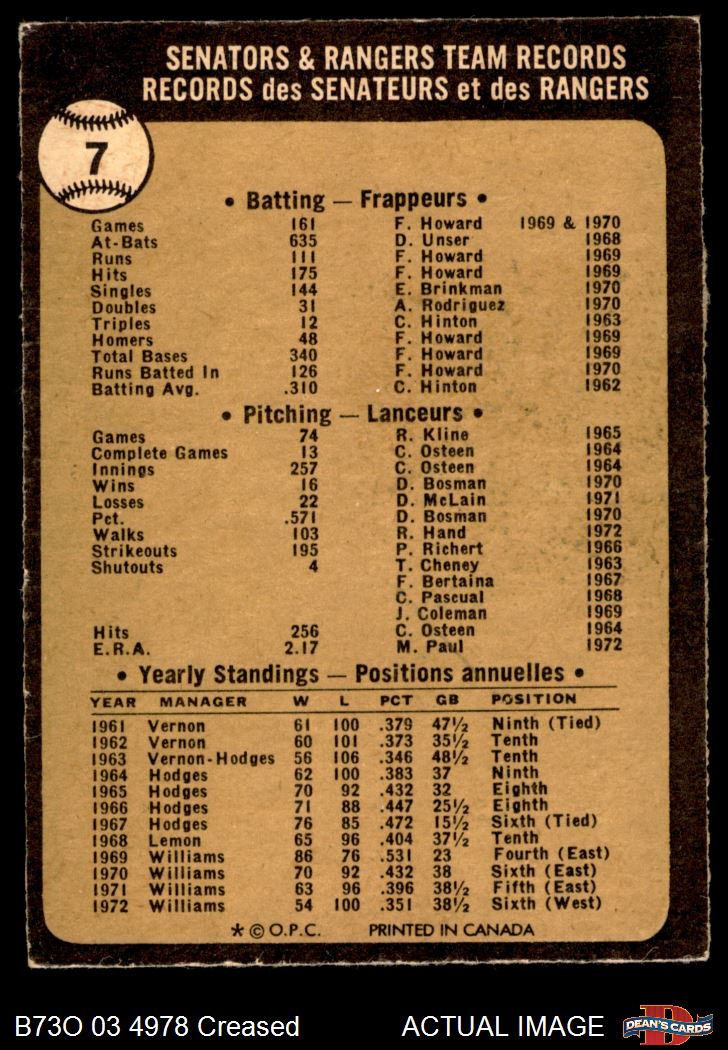 SENATORS & RANGERS TEAM RECORDS
RECORDS des SENATEURS et des RANGERS
7
• Batting — Frappeurs •
Games 161 F. Howard 1969 & 1970
At-Bats 635 D. Unser 1968
Runs 111 F. Howard 1969
Hits 175 F. Howard 1969
Singles 144 E. Brinkman 1970
Doubles 31 A. Rodriguez 1970
Triples 12 C. Hinton 1963
Homers 48 F. Howard 1969
Total Bases 340 F. Howard 1969
Runs Batted In 126 F. Howard 1970
Batting Avg. .310 C. Hinton 1962
• Pitching — Lanceurs •
Games 74 R. Kline 1965
Complete Games 13 C. Osteen 1964
Innings 257 C. Osteen 1964
Wins 16 D. Bosman 1970
Losses 22 D. McLain 1971
Pct. .571 D. Bosman 1970
Walks 103 R. Hand 1972
Strikeouts 195 P. Richert 1966
Shutouts 4 T. Cheney 1963
F. Bertaina 1967
C. Pascual 1968
J. Coleman 1969
Hits 256 C. Osteen 1964
E.R.A. 2.17 M. Paul 1972
• Yearly Standings — Positions annuelles •
YEAR MANAGER W L PCT GB POSITION
1961 Vernon 61 100 .379 47½ Ninth (Tied)
1962 Vernon 60 101 .373 35½ Tenth
1963 Vernon-Hodges 56 106 .346 48½ Tenth
1964 Hodges 62 100 .383 37 Ninth
1965 Hodges 70 92 .432 32 Eighth
1966 Hodges 71 88 .447 25½ Eighth
1967 Hodges 76 85 .472 15½ Sixth (Tied)
1968 Lemon 65 96 .404 37½ Tenth
1969 Williams 86 76 .531 23 Fourth (East)
1970 Williams 70 92 .432 38 Sixth (East)
1971 Williams 63 96 .396 38½ Fifth (East)
1972 Williams 54 100 .351 38½ Sixth (West)
* © O.P.C. PRINTED IN CANADA
B73O 03 4978 Creased ACTUAL IMAGE D DEAN'S CARDS